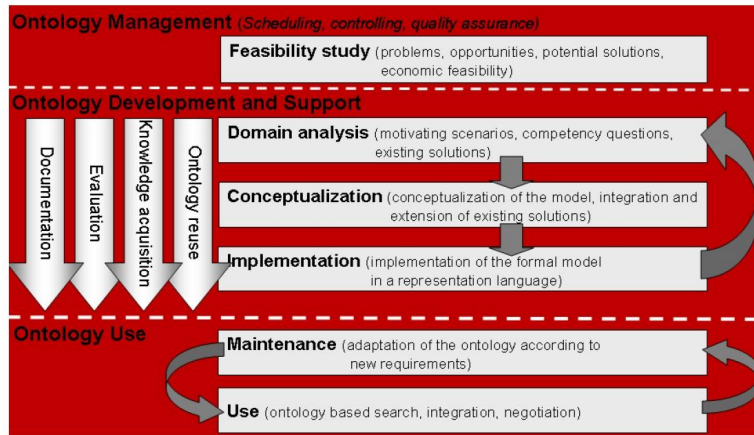 Ontology Management (Scheduling, controlling, quality assurance)
Feasibility study (problems, opportunities, potential solutions,
economic feasibility)
Ontology Development and Support
Documentation
Evaluation
Knowledge acquisition
Ontology reuse
Domain analysis (motivating scenarios, competency questions,
existing solutions)
Conceptualization (conceptualization of the model, integration and
extension of existing solutions)
Implementation (implementation of the formal model
in a representation language)
Ontology Use
Maintenance (adaptation of the ontology according to
new requirements)
Use (ontology based search, integration, negotiation)